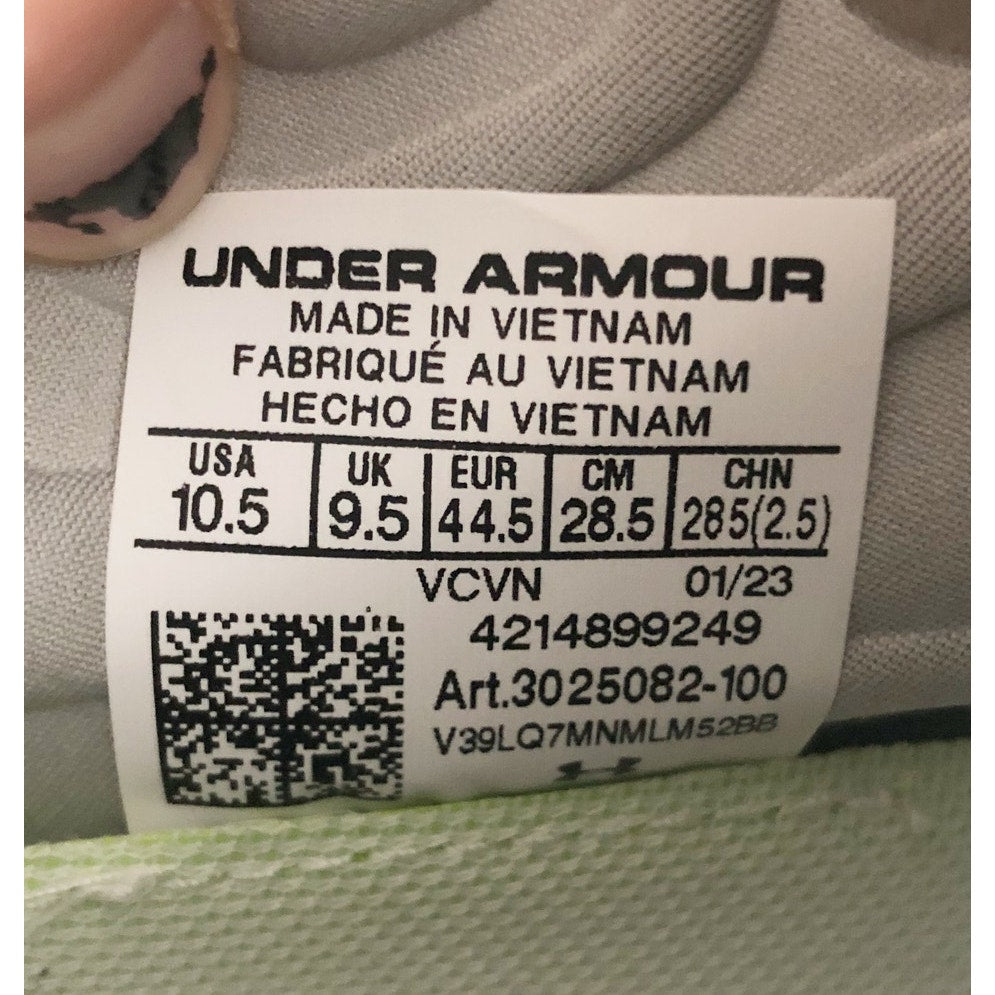 UNDER ARMOUR
MADE IN VIETNAM
FABRIQUÉ AU VIETNAM
HECHO EN VIETNAM
USA UK EUR CM CHN
10.5 9.5 44.5 28.5 285(2.5)
VCVN 01/23
4214899249
Art.3025082-100
V39LQ7MNMLM52BB